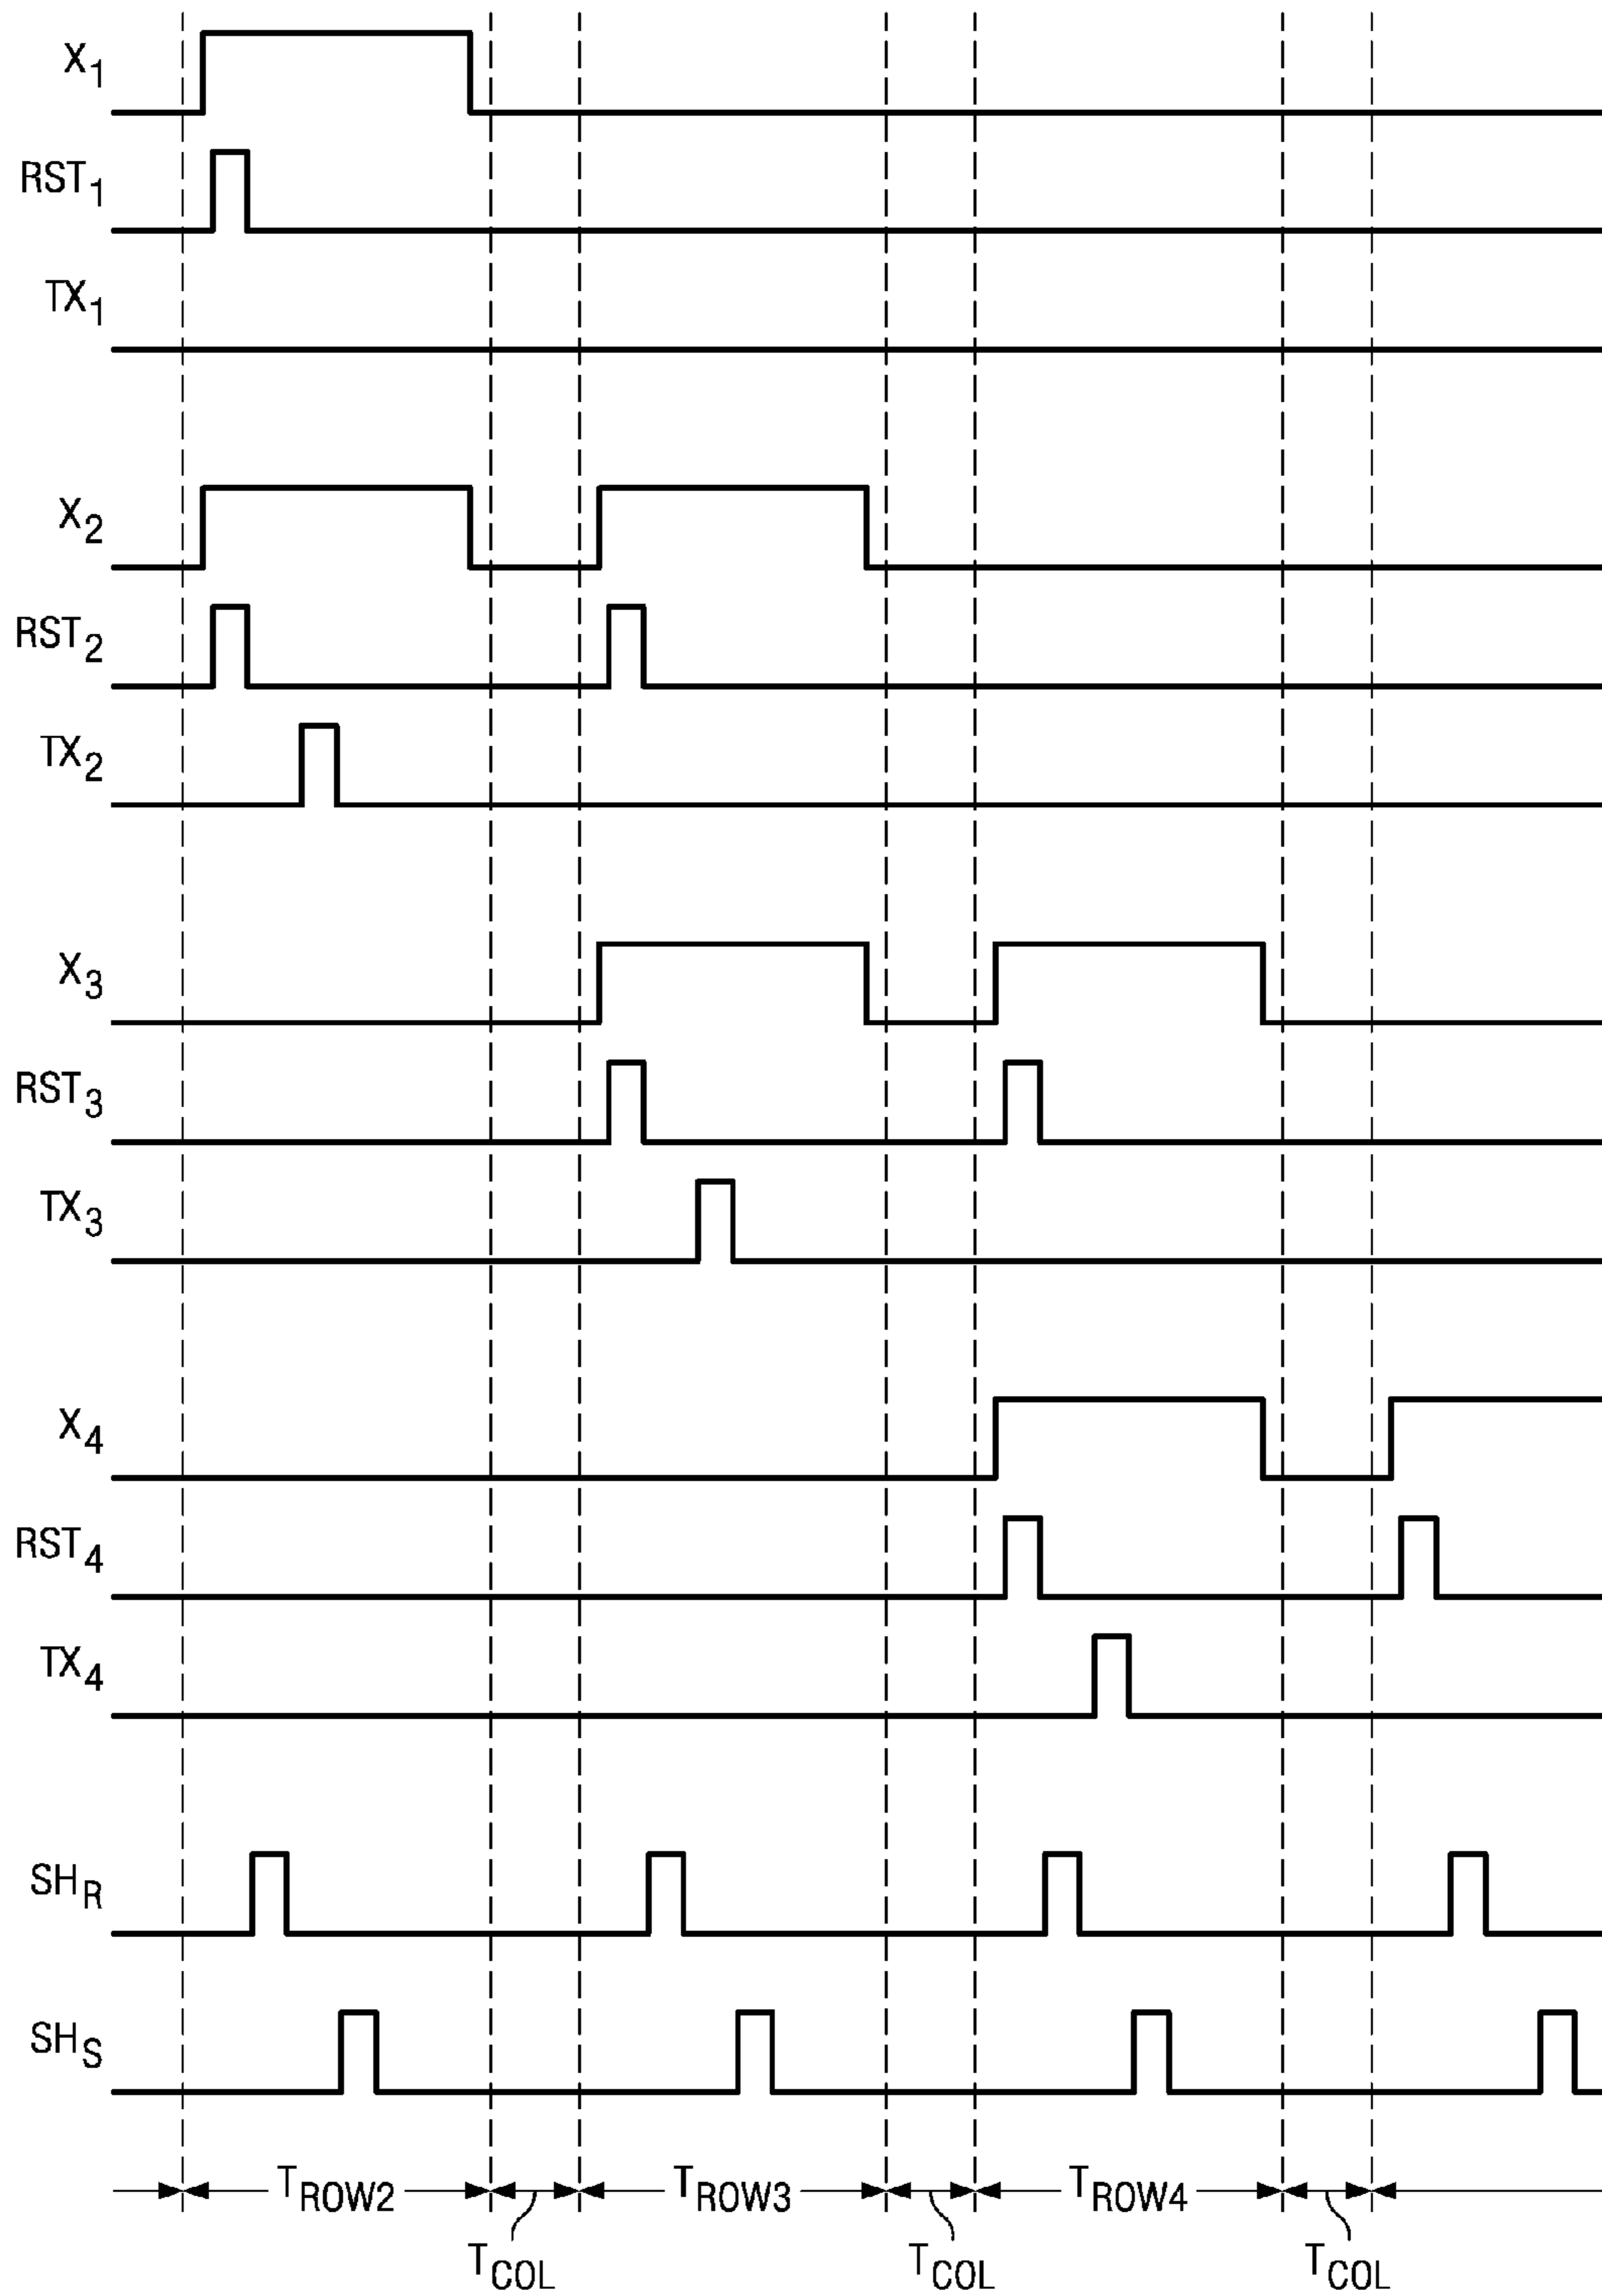 X1
RST1
TX1
X2
RST2
TX2
X3
RST3
TX3
X4
RST4
TX4
SHR
SHS
TROW2 TROW3 TROW4
TCOL TCOL TCOL